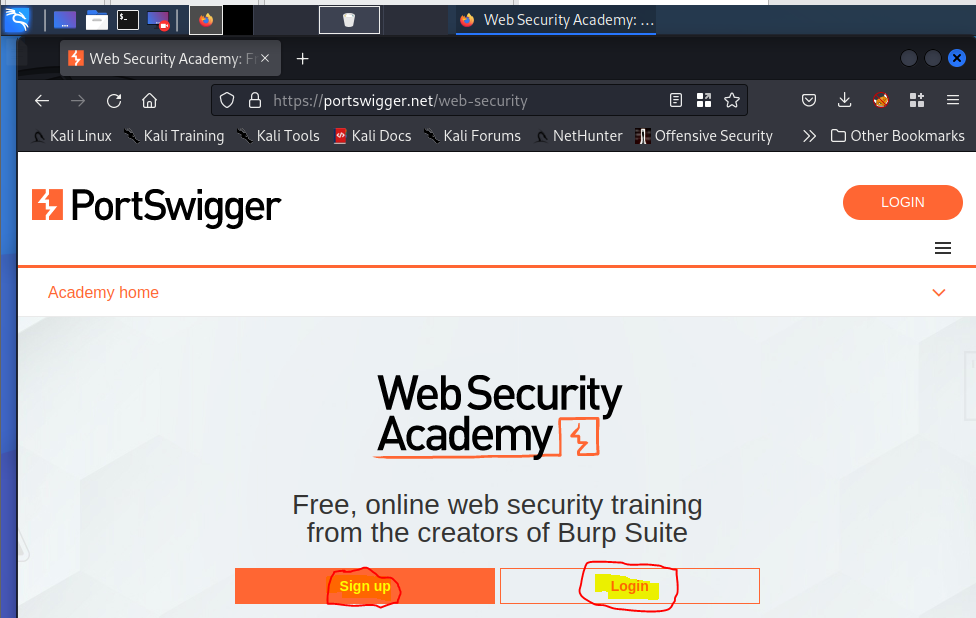 Web Security Academy: ...
Web Security Academy: Fr
https://portswigger.net/web-security
Kali Linux Kali Training Kali Tools Kali Docs Kali Forums NetHunter Offensive Security Other Bookmarks
PortSwigger
LOGIN
Academy home
Web Security
Academy
Free, online web security training
from the creators of Burp Suite
Sign up Login